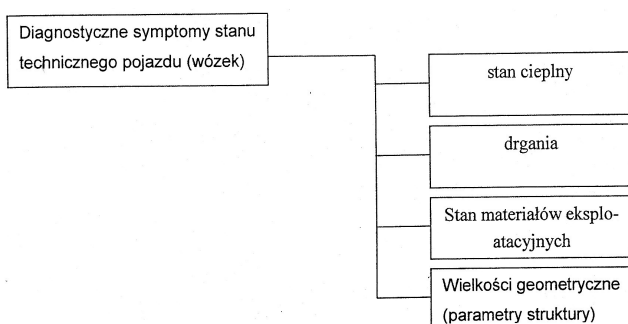 Diagnostyczne symptomy stanu
technicznego pojazdu (wózek)
stan cieplny
drgania
Stan materiałów eksplo-
atacyjnych
Wielkości geometryczne
(parametry struktury)